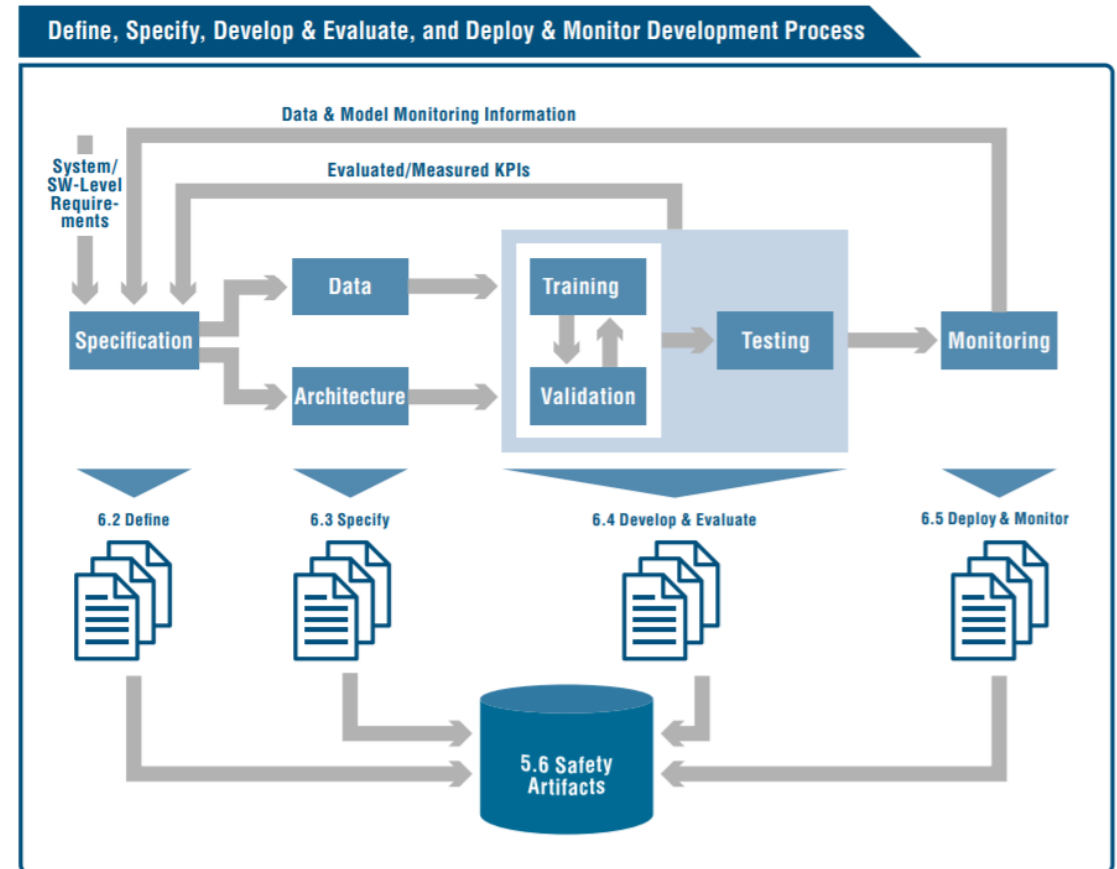 Define, Specify, Develop & Evaluate, and Deploy & Monitor Development Process
Data & Model Monitoring Information
System/
SW-Level
Require-
ments
Evaluated/Measured KPIs
Data
Training
Specification
Testing
Monitoring
Architecture
Validation
6.2 Define
6.3 Specify
6.4 Develop & Evaluate
6.5 Deploy & Monitor
5.6 Safety
Artifacts